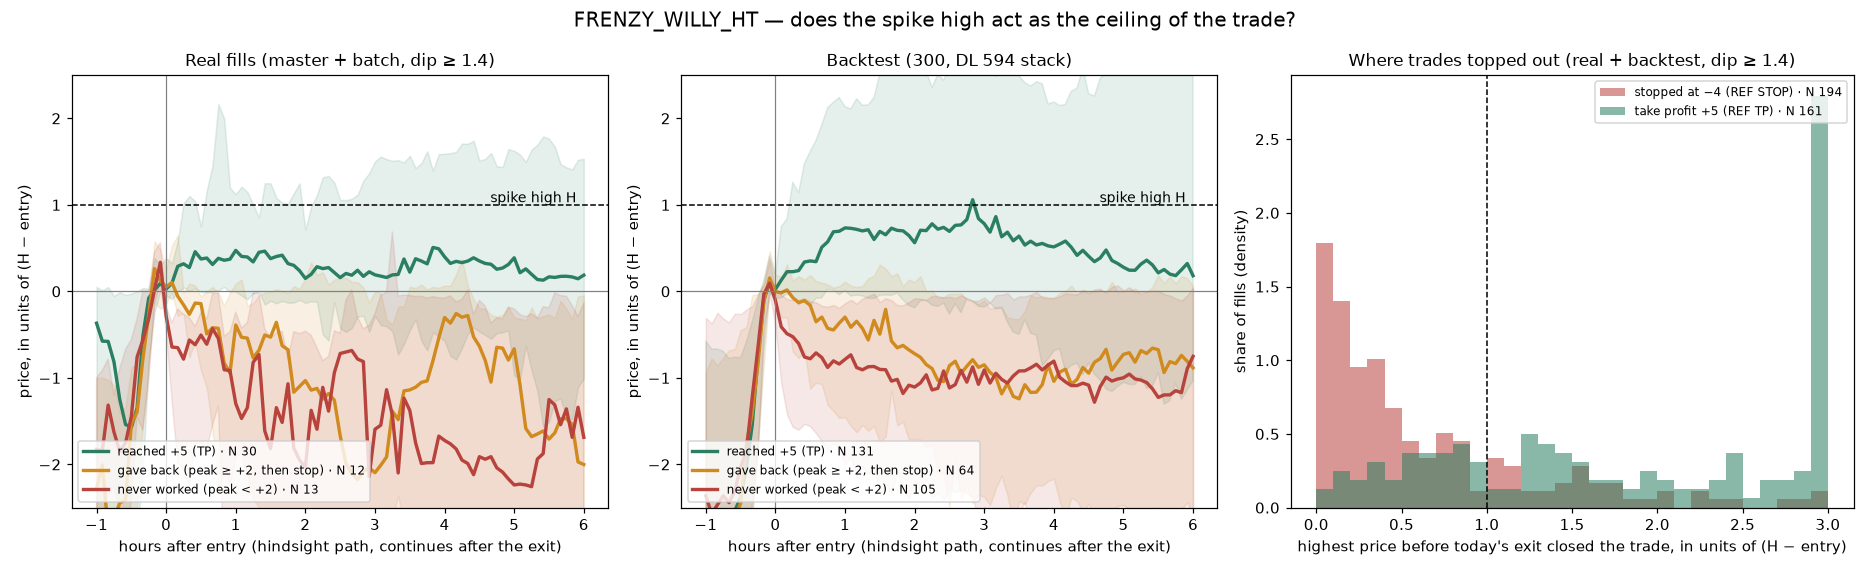 FRENZY_WILLY_HT — does the spike high act as the ceiling of the trade?
Real fills (master + batch, dip ≥ 1.4)
price, in units of (H − entry)
2
1
0
−1
−2
spike high H
reached +5 (TP) · N 30
gave back (peak ≥ +2, then stop) · N 12
never worked (peak < +2) · N 13
−1 0 1 2 3 4 5 6
hours after entry (hindsight path, continues after the exit)
Backtest (300, DL 594 stack)
price, in units of (H − entry)
2
1
0
−1
−2
spike high H
reached +5 (TP) · N 131
gave back (peak ≥ +2, then stop) · N 64
never worked (peak < +2) · N 105
−1 0 1 2 3 4 5 6
hours after entry (hindsight path, continues after the exit)
Where trades topped out (real + backtest, dip ≥ 1.4)
share of fills (density)
2.5
2.0
1.5
1.0
0.5
0.0
stopped at −4 (REF STOP) · N 194
take profit +5 (REF TP) · N 161
0.0 0.5 1.0 1.5 2.0 2.5 3.0
highest price before today's exit closed the trade, in units of (H − entry)